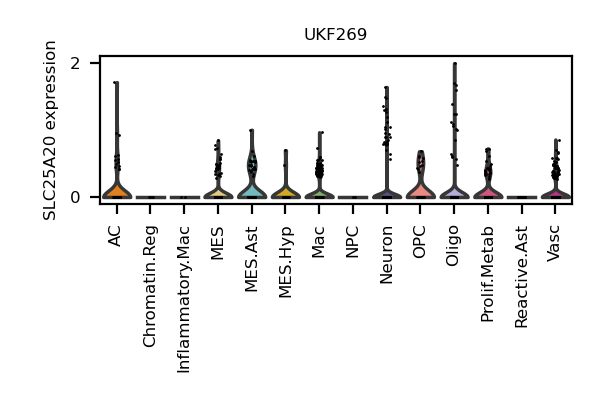 UKF269
SLC25A20 expression
2
0
AC
Chromatin.Reg
Inflammatory.Mac
MES
MES.Ast
MES.Hyp
Mac
NPC
Neuron
OPC
Oligo
Prolif.Metab
Reactive.Ast
Vasc